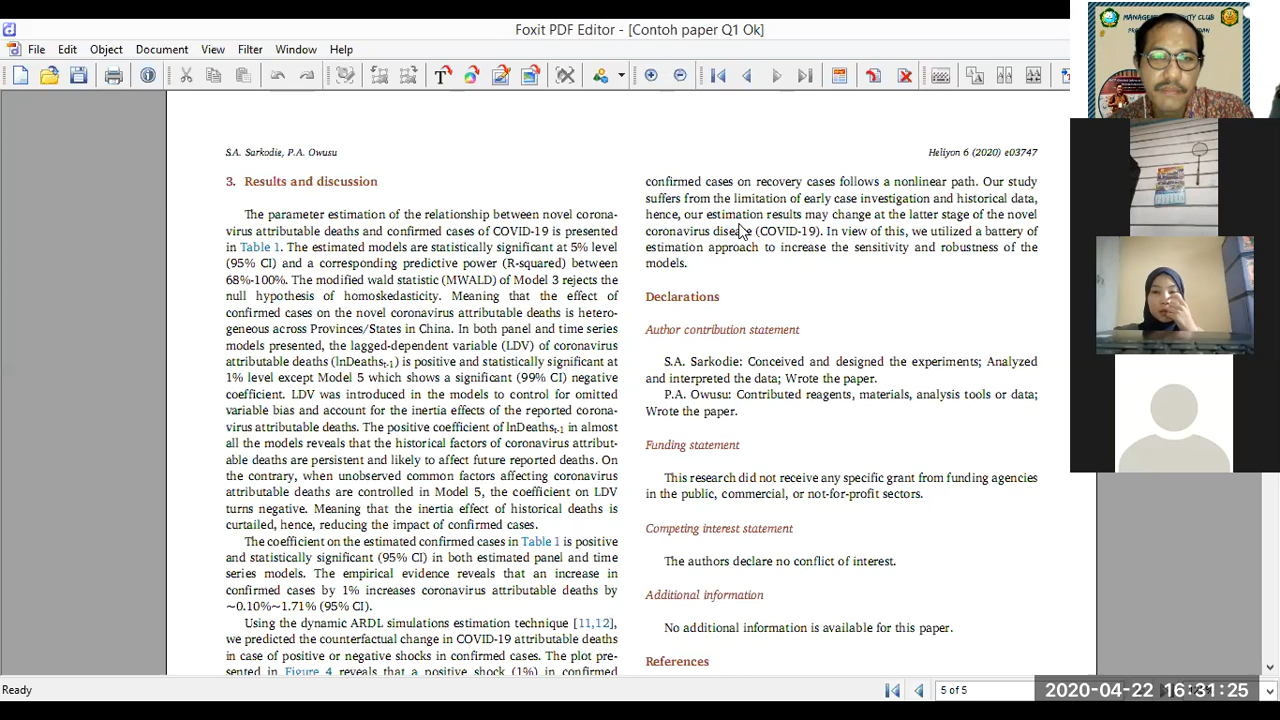 Foxit PDF Editor - [Contoh paper Q1 Ok]
File Edit Object Document View Filter Window Help
S.A. Sarkodie, P.A. Owusu
Heliyon 6 (2020) e03747
3. Results and discussion
The parameter estimation of the relationship between novel corona-
virus attributable deaths and confirmed cases of COVID-19 is presented
in Table 1. The estimated models are statistically significant at 5% level
(95% CI) and a corresponding predictive power (R-squared) between
68%-100%. The modified wald statistic (MWALD) of Model 3 rejects the
null hypothesis of homoskedasticity. Meaning that the effect of
confirmed cases on the novel coronavirus attributable deaths is hetero-
geneous across Provinces/States in China. In both panel and time series
models presented, the lagged-dependent variable (LDV) of coronavirus
attributable deaths (lnDeathst-1) is positive and statistically significant at
1% level except Model 5 which shows a significant (99% CI) negative
coefficient. LDV was introduced in the models to control for omitted
variable bias and account for the inertia effects of the reported corona-
virus attributable deaths. The positive coefficient of lnDeathst-1 in almost
all the models reveals that the historical factors of coronavirus attribut-
able deaths are persistent and likely to affect future reported deaths. On
the contrary, when unobserved common factors affecting coronavirus
attributable deaths are controlled in Model 5, the coefficient on LDV
turns negative. Meaning that the inertia effect of historical deaths is
curtailed, hence, reducing the impact of confirmed cases.
The coefficient on the estimated confirmed cases in Table 1 is positive
and statistically significant (95% CI) in both estimated panel and time
series models. The empirical evidence reveals that an increase in
confirmed cases by 1% increases coronavirus attributable deaths by
~0.10%~1.71% (95% CI).
Using the dynamic ARDL simulations estimation technique [11,12],
we predicted the counterfactual change in COVID-19 attributable deaths
in case of positive or negative shocks in confirmed cases. The plot pre-
sented in Figure 4 reveals that a positive shock (1%) in confirmed
confirmed cases on recovery cases follows a nonlinear path. Our study
suffers from the limitation of early case investigation and historical data,
hence, our estimation results may change at the latter stage of the novel
coronavirus disease (COVID-19). In view of this, we utilized a battery of
estimation approach to increase the sensitivity and robustness of the
models.
Declarations
Author contribution statement
S.A. Sarkodie: Conceived and designed the experiments; Analyzed
and interpreted the data; Wrote the paper.
P.A. Owusu: Contributed reagents, materials, analysis tools or data;
Wrote the paper.
Funding statement
This research did not receive any specific grant from funding agencies
in the public, commercial, or not-for-profit sectors.
Competing interest statement
The authors declare no conflict of interest.
Additional information
No additional information is available for this paper.
References
Ready
5 of 5
2020-04-22 16:31:25